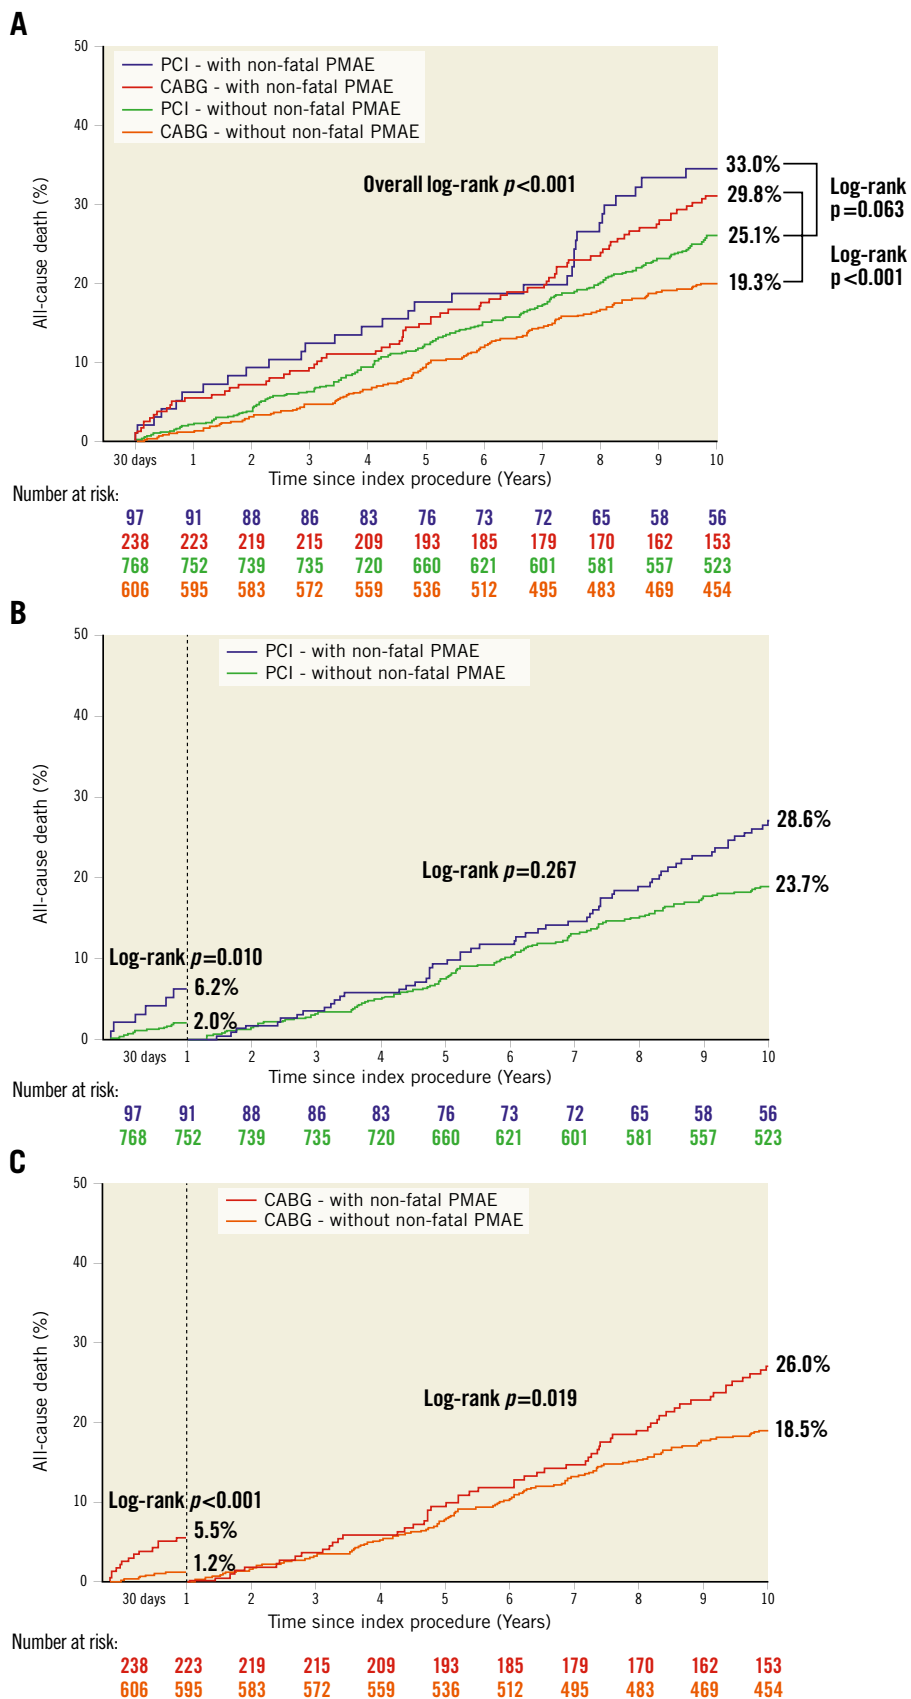 A
50
40
30
20
10
0
All-cause death (%)
PCI - with non-fatal PMAE
CABG - with non-fatal PMAE
PCI - without non-fatal PMAE
CABG - without non-fatal PMAE
Overall log-rank p<0.001
33.0%
29.8%
25.1%
19.3%
Log-rank
p=0.063
Log-rank
p<0.001
30 days 1 2 3 4 5 6 7 8 9 10
Time since index procedure (Years)
Number at risk:
97 91 88 86 83 76 73 72 65 58 56
238 223 219 215 209 193 185 179 170 162 153
768 752 739 735 720 660 621 601 581 557 523
606 595 583 572 559 536 512 495 483 469 454
B
50
40
30
20
10
0
All-cause death (%)
PCI - with non-fatal PMAE
PCI - without non-fatal PMAE
28.6%
Log-rank p=0.267
23.7%
Log-rank p=0.010
6.2%
2.0%
30 days 1 2 3 4 5 6 7 8 9 10
Time since index procedure (Years)
Number at risk:
97 91 88 86 83 76 73 72 65 58 56
768 752 739 735 720 660 621 601 581 557 523
C
50
40
30
20
10
0
All-cause death (%)
CABG - with non-fatal PMAE
CABG - without non-fatal PMAE
26.0%
Log-rank p=0.019
18.5%
Log-rank p<0.001
5.5%
1.2%
30 days 1 2 3 4 5 6 7 8 9 10
Time since index procedure (Years)
Number at risk:
238 223 219 215 209 193 185 179 170 162 153
606 595 583 572 559 536 512 495 483 469 454